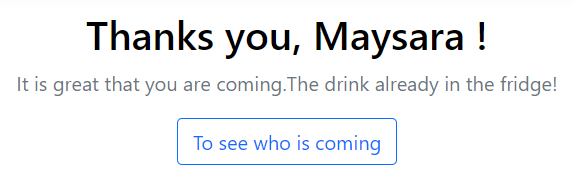 Thanks you, Maysara !
It is great that you are coming.The drink already in the fridge!
To see who is coming